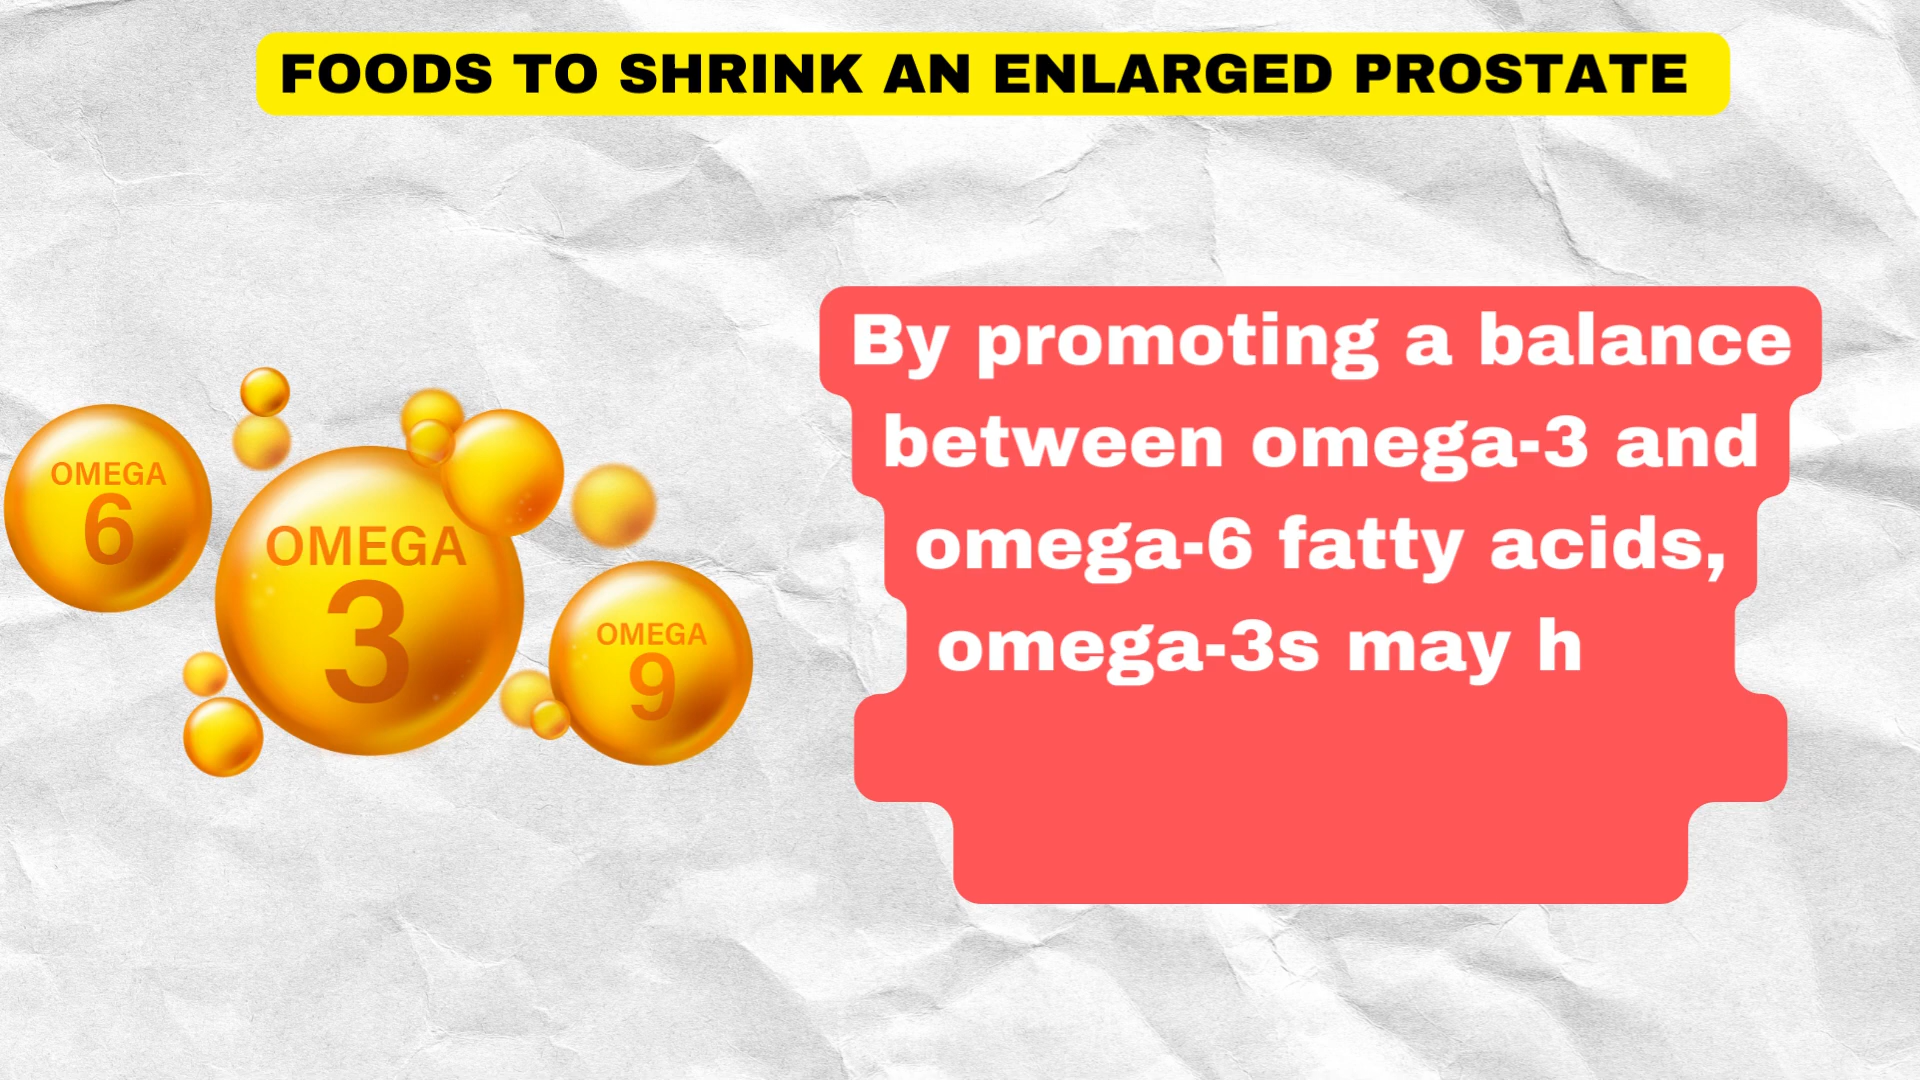 FOODS TO SHRINK AN ENLARGED PROSTATE
By promoting a balance
between omega-3 and
omega-6 fatty acids,
omega-3s may h
OMEGA
6
OMEGA
3
OMEGA
9